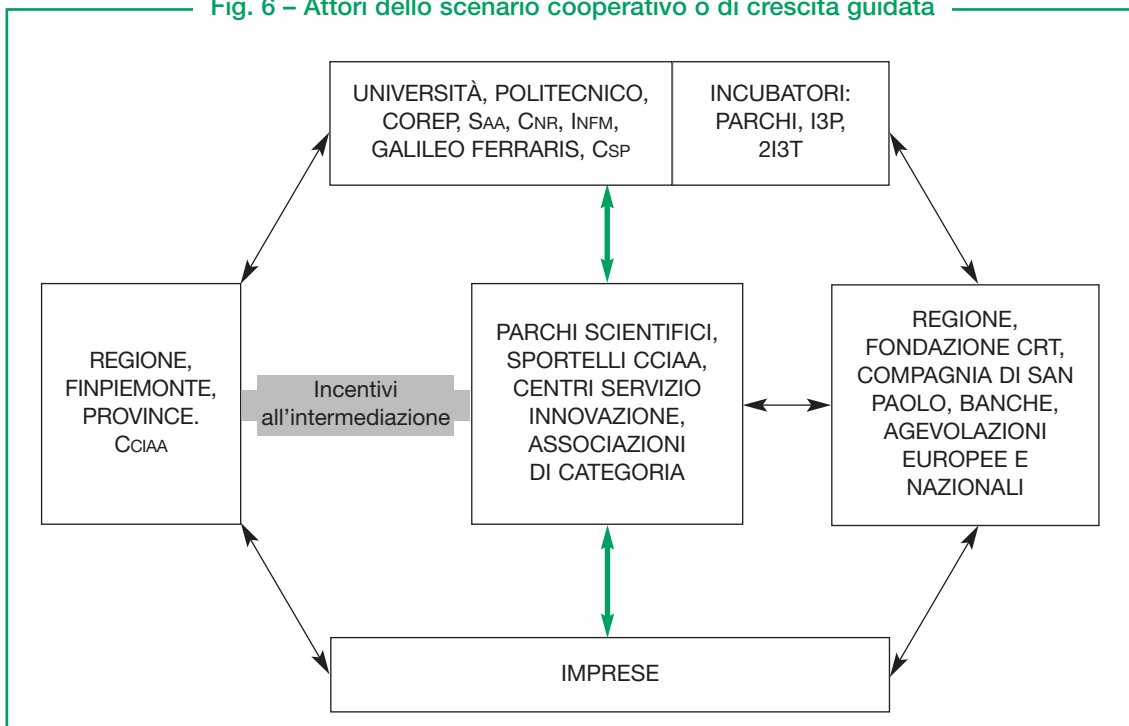 Fig. 6 – Attori dello scenario cooperativo o di crescita guidata
UNIVERSITÀ, POLITECNICO,
COREP, SAA, CNR, INFM,
GALILEO FERRARIS, CSP
INCUBATORI:
PARCHI, I3P,
2I3T
REGIONE,
FINPIEMONTE,
PROVINCE.
CCIAA
Incentivi
all'intermediazione
PARCHI SCIENTIFICI,
SPORTELLI CCIAA,
CENTRI SERVIZIO
INNOVAZIONE,
ASSOCIAZIONI
DI CATEGORIA
REGIONE,
FONDAZIONE CRT,
COMPAGNIA DI SAN
PAOLO, BANCHE,
AGEVOLAZIONI
EUROPEE E
NAZIONALI
IMPRESE